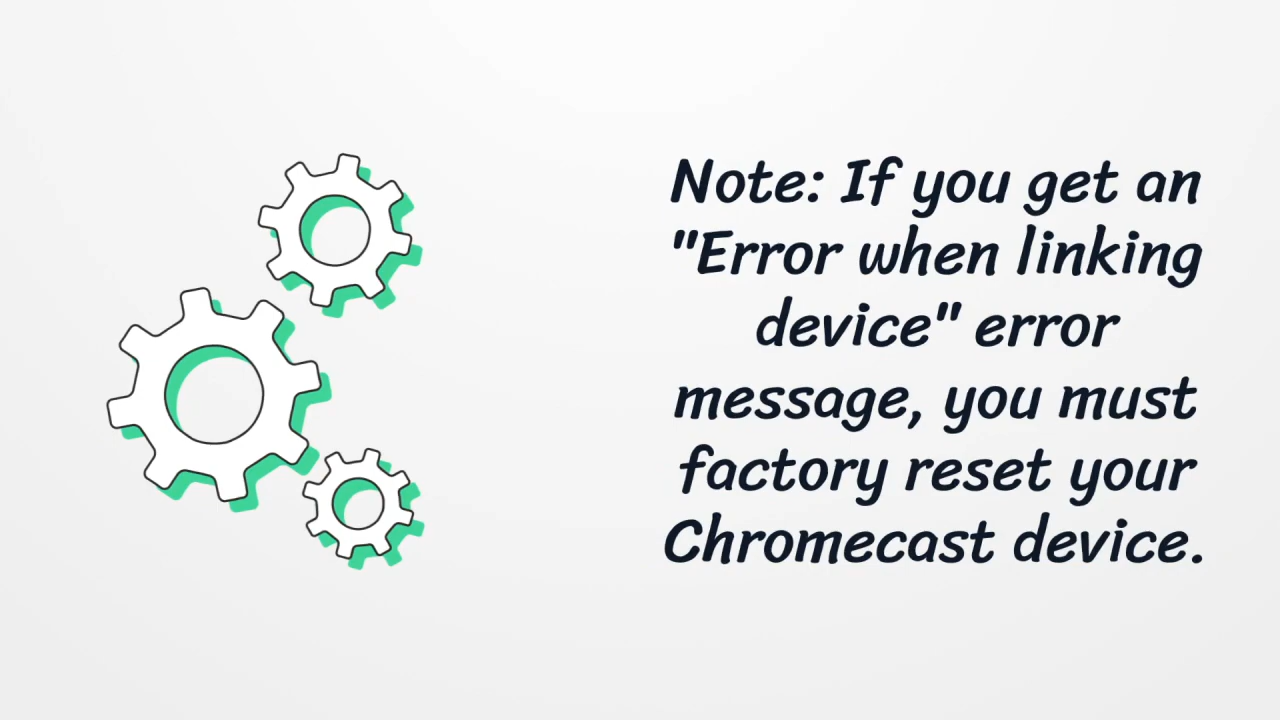 Note: If you get an
"Error when linking
device" error
message, you must
factory reset your
Chromecast device.